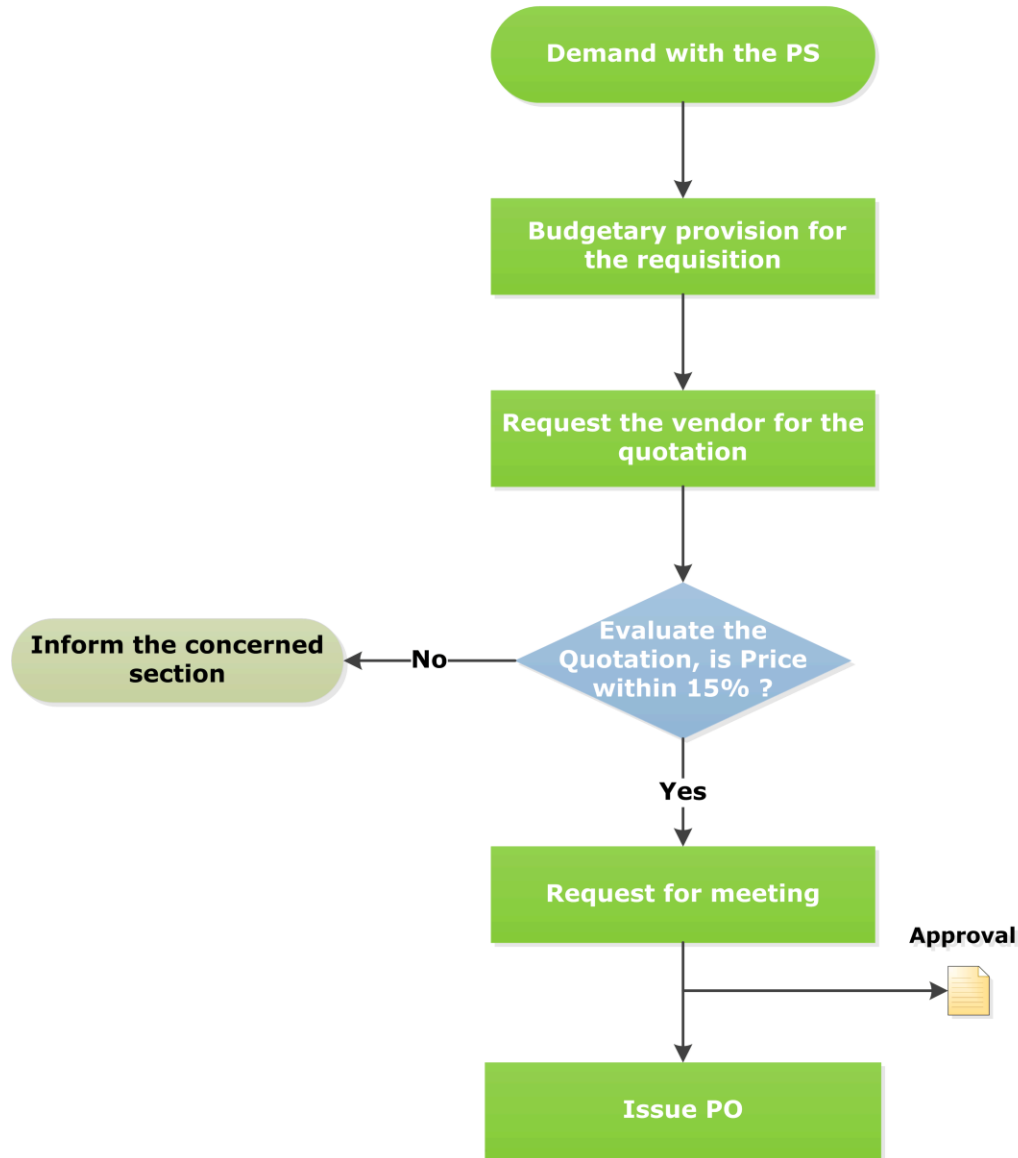 Demand with the PS
Budgetary provision for
the requisition
Request the vendor for the
quotation
Evaluate the
Quotation, is Price
within 15% ?
No
Inform the concerned
section
Yes
Request for meeting
Approval
Issue PO